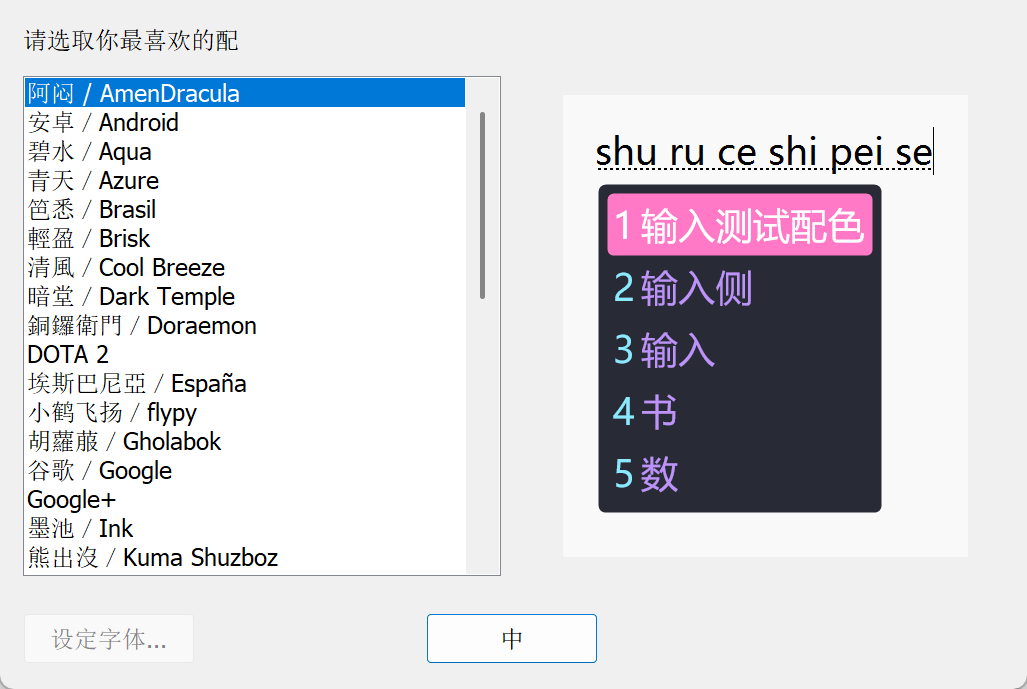 请选取你最喜欢的配
阿闷 / AmenDracula
安卓 / Android
碧水 / Aqua
青天 / Azure
笆悉 / Brasil
輕盈 / Brisk
清風 / Cool Breeze
暗堂 / Dark Temple
銅鑼衛門 / Doraemon
DOTA 2
埃斯巴尼亞 / España
小鹤飞扬 / flypy
胡蘿菔 / Gholabok
谷歌 / Google
Google+
墨池 / Ink
熊出沒 / Kuma Shuzboz
shu ru ce shi pei se
1 输入测试配色
2 输入侧
3 输入
4 书
5 数
设定字体...
中